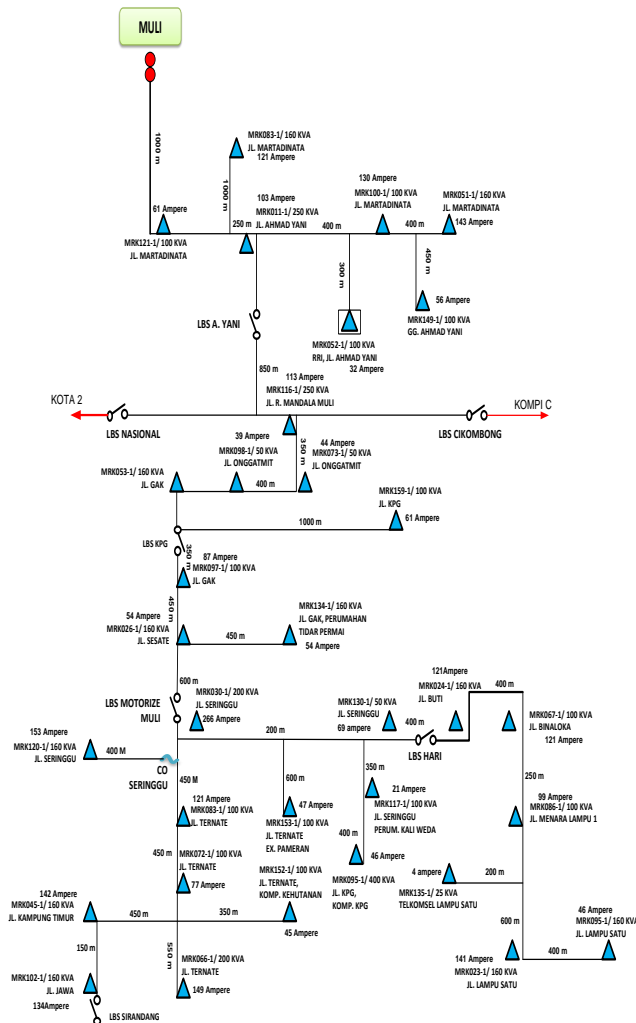 MULI
1000 m
MRK083-1/ 160 KVA
JL. MARTADINATA
121 Ampere
1000 m
61 Ampere
MRK121-1/ 100 KVA
JL. MARTADINATA
103 Ampere
MRK011-1/ 250 KVA
250 m
JL. AHMAD YANI
130 Ampere
MRK100-1/ 100 KVA
JL. MARTADINATA
400 m
MRK051-1/ 160 KVA
JL. MARTADINATA
143 Ampere
400 m
300 m
450 m
56 Ampere
MRK149-1/ 100 KVA
GG. AHMAD YANI
LBS A. YANI
MRK052-1/ 100 KVA
RRI, JL. AHMAD YANI
32 Ampere
850 m
113 Ampere
MRK116-1/ 250 KVA
JL. R. MANDALA MULI
KOTA 2
LBS NASIONAL
KOMPI C
LBS CIKOMBONG
39 Ampere
MRK098-1/ 50 KVA
JL. ONGGATMIT
350 m
44 Ampere
MRK073-1/ 50 KVA
JL. ONGGATMIT
MRK053-1/ 160 KVA
JL. GAK
400 m
MRK159-1/ 100 KVA
JL. KPG
1000 m
61 Ampere
LBS KPG
350 m
87 Ampere
MRK097-1/ 100 KVA
JL. GAK
450 m
54 Ampere
MRK026-1/ 160 KVA
JL. SESATE
450 m
MRK134-1/ 160 KVA
JL. GAK, PERUMAHAN
TIDAR PERMAI
54 Ampere
600 m
LBS MOTORIZE
MULI
MRK030-1/ 200 KVA
JL. SERINGGU
266 Ampere
MRK130-1/ 50 KVA
JL. SERINGGU
69 ampere
400 m
LBS HARI
121Ampere
MRK024-1/ 160 KVA
JL. BUTI
400 m
MRK067-1/ 100 KVA
JL. BINALOKA
121 Ampere
153 Ampere
MRK120-1/ 160 KVA
JL. SERINGGU
400 M
CO
SERINGGU
200 m
450 M
600 m
350 m
250 m
121 Ampere
MRK083-1/ 100 KVA
JL. TERNATE
47 Ampere
MRK153-1/ 100 KVA
JL. TERNATE
EX. PAMERAN
21 Ampere
MRK117-1/ 100 KVA
JL. SERINGGU
PERUM. KALI WEDA
99 Ampere
MRK086-1/ 100 KVA
JL. MENARA LAMPU 1
400 m
46 Ampere
MRK095-1/ 400 KVA
JL. KPG,
KOMP. KPG
450 m
MRK072-1/ 100 KVA
JL. TERNATE
77 Ampere
MRK152-1/ 100 KVA
JL. TERNATE,
KOMP. KEHUTANAN
45 Ampere
4 ampere
MRK135-1/ 25 KVA
TELKOMSEL LAMPU SATU
200 m
142 Ampere
MRK045-1/ 160 KVA
JL. KAMPUNG TIMUR
450 m
350 m
600 m
46 Ampere
MRK095-1/ 160 KVA
JL. LAMPU SATU
400 m
141 Ampere
MRK023-1/ 160 KVA
JL. LAMPU SATU
150 m
550 m
MRK066-1/ 200 KVA
JL. TERNATE
149 Ampere
MRK102-1/ 160 KVA
JL. JAWA
134Ampere
LBS SIRANDANG